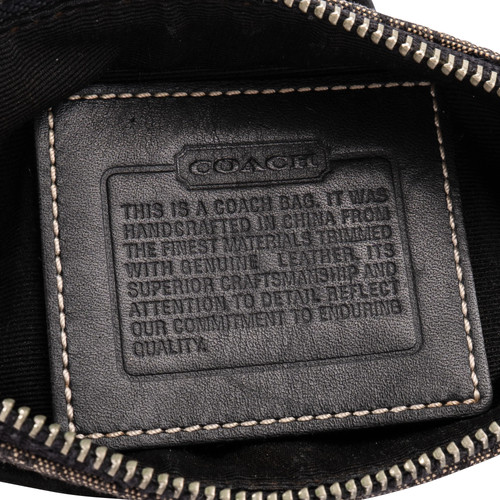 COACH
THIS IS A COACH BAG. IT WAS
HANDCRAFTED IN CHINA FROM
THE FINEST MATERIALS TRIMMED
WITH GENUINE LEATHER. ITS
SUPERIOR CRAFTSMANSHIP AND
ATTENTION TO DETAIL REFLECT
OUR COMMITMENT TO ENDURING
QUALITY.